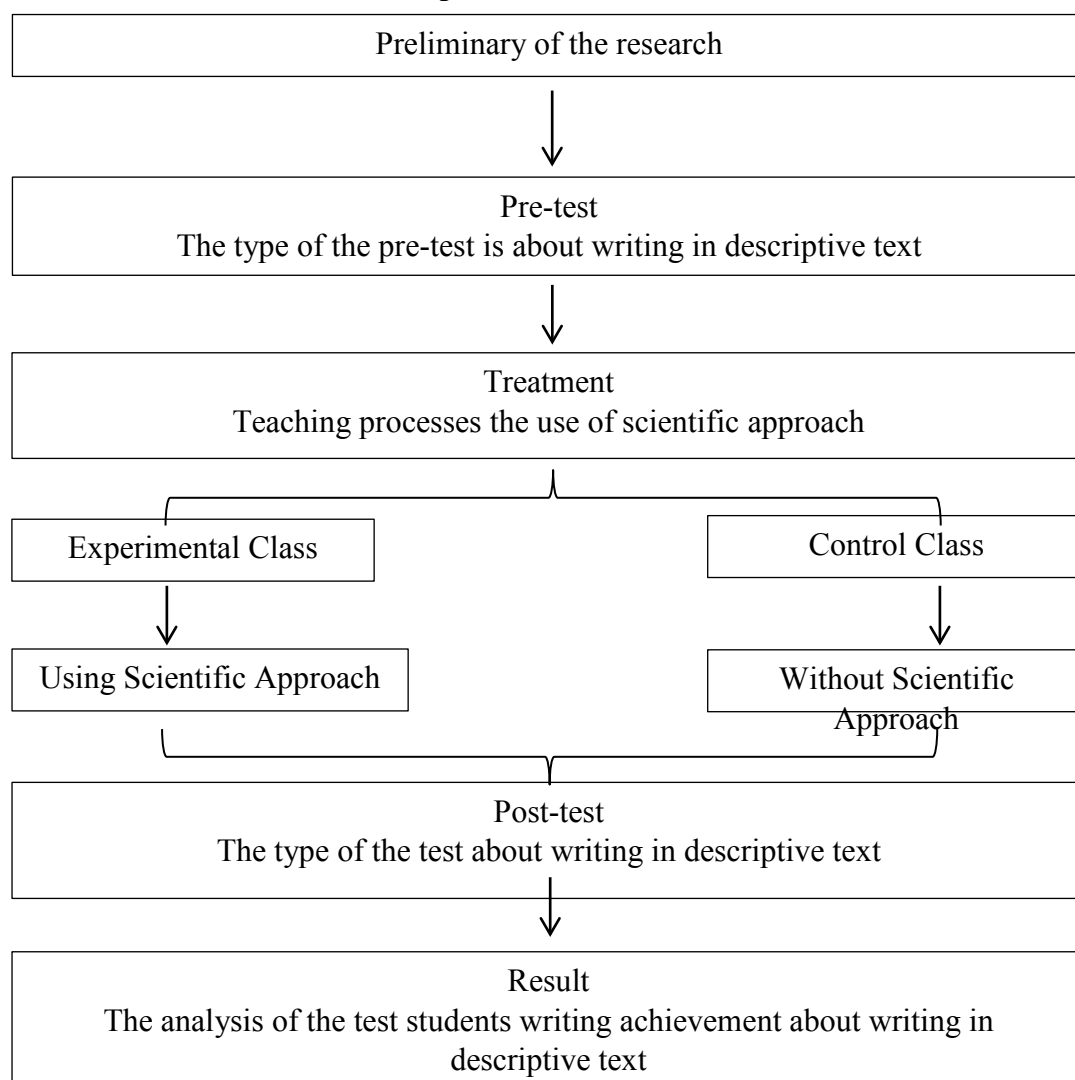 Preliminary of the research
Pre-test
The type of the pre-test is about writing in descriptive text
Treatment
Teaching processes the use of scientific approach
Experimental Class
Control Class
Using Scientific Approach
Without Scientific
Approach
Post-test
The type of the test about writing in descriptive text
Result
The analysis of the test students writing achievement about writing in
descriptive text